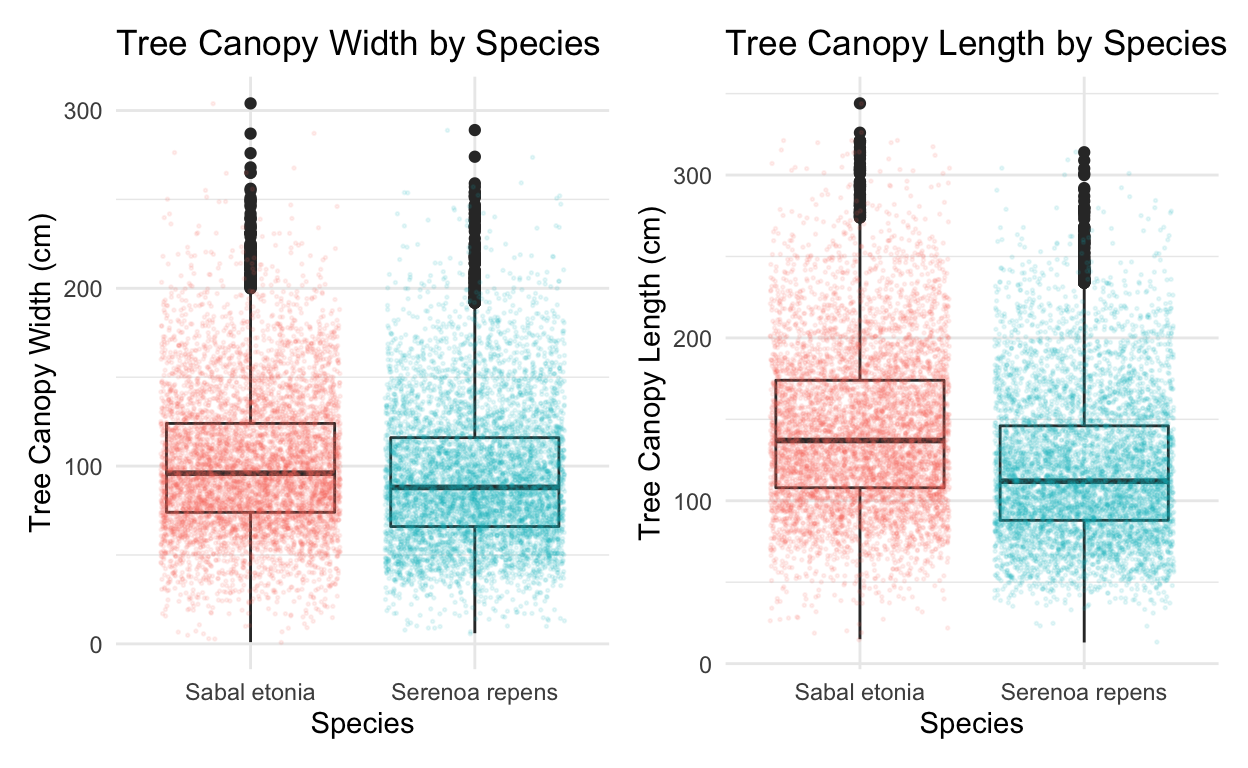 Tree Canopy Width by Species
Tree Canopy Width (cm)
300
200
100
0
Sabal etonia
Serenoa repens
Species
Tree Canopy Length by Species
Tree Canopy Length (cm)
300
200
100
0
Sabal etonia
Serenoa repens
Species